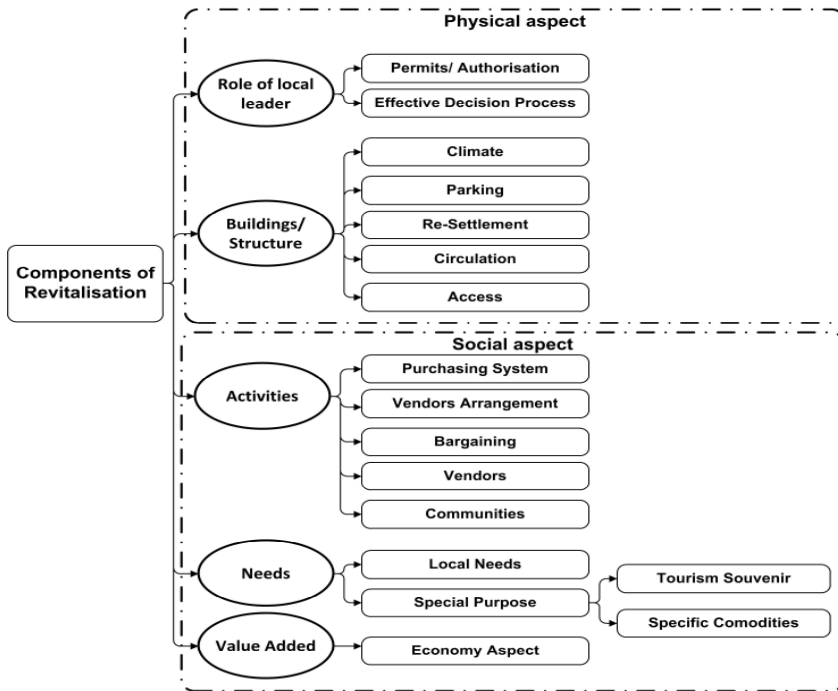 Physical aspect
Role of local
leader
Permits/ Authorisation
Effective Decision Process
Buildings/
Structure
Climate
Parking
Re-Settlement
Circulation
Access
Components of
Revitalisation
Social aspect
Activities
Purchasing System
Vendors Arrangement
Bargaining
Vendors
Communities
Needs
Local Needs
Special Purpose
Tourism Souvenir
Specific Comodities
Value Added
Economy Aspect